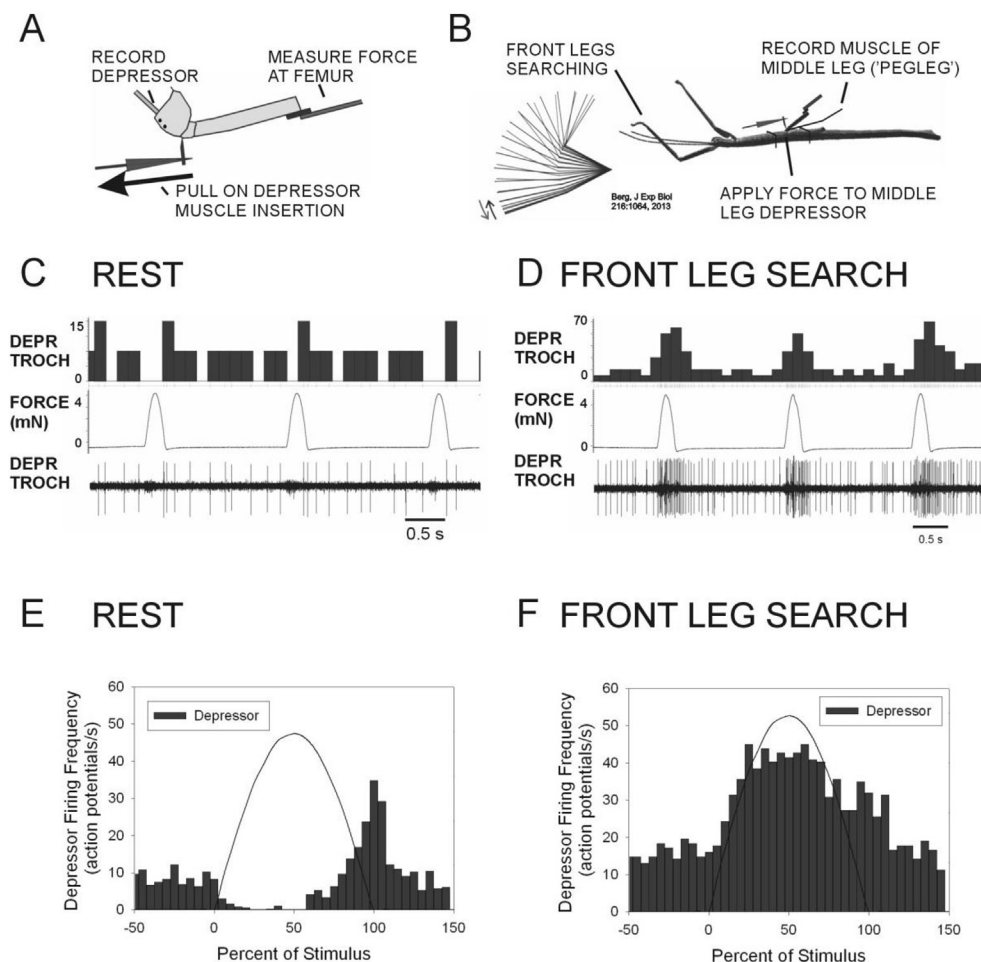 A
RECORD
DEPRESSOR
MEASURE FORCE
AT FEMUR
PULL ON DEPRESSOR
MUSCLE INSERTION
B
FRONT LEGS
SEARCHING
RECORD MUSCLE OF
MIDDLE LEG ('PEGLEG')
Berg, J Exp Biol
216:1064, 2013
APPLY FORCE TO MIDDLE
LEG DEPRESSOR
C REST
15
DEPR
TROCH
0
FORCE 4
(mN)
0
DEPR
TROCH
0.5 s
D FRONT LEG SEARCH
70
DEPR
TROCH
0
FORCE 4
(mN)
0
DEPR
TROCH
0.5 s
E REST
Depressor Firing Frequency
(action potentials/s)
60
50
40
30
20
10
0
Depressor
-50 0 50 100 150
Percent of Stimulus
F FRONT LEG SEARCH
Depressor Firing Frequency
(action potentials/s)
60
50
40
30
20
10
0
Depressor
-50 0 50 100 150
Percent of Stimulus